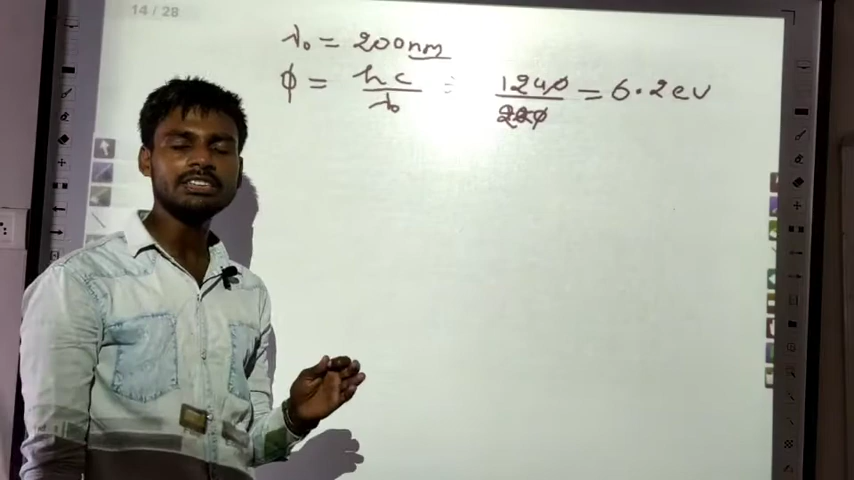 14 / 28
λ₀ = 200nm
ϕ = hc/λ₀ = 1240/200 = 6.2eV